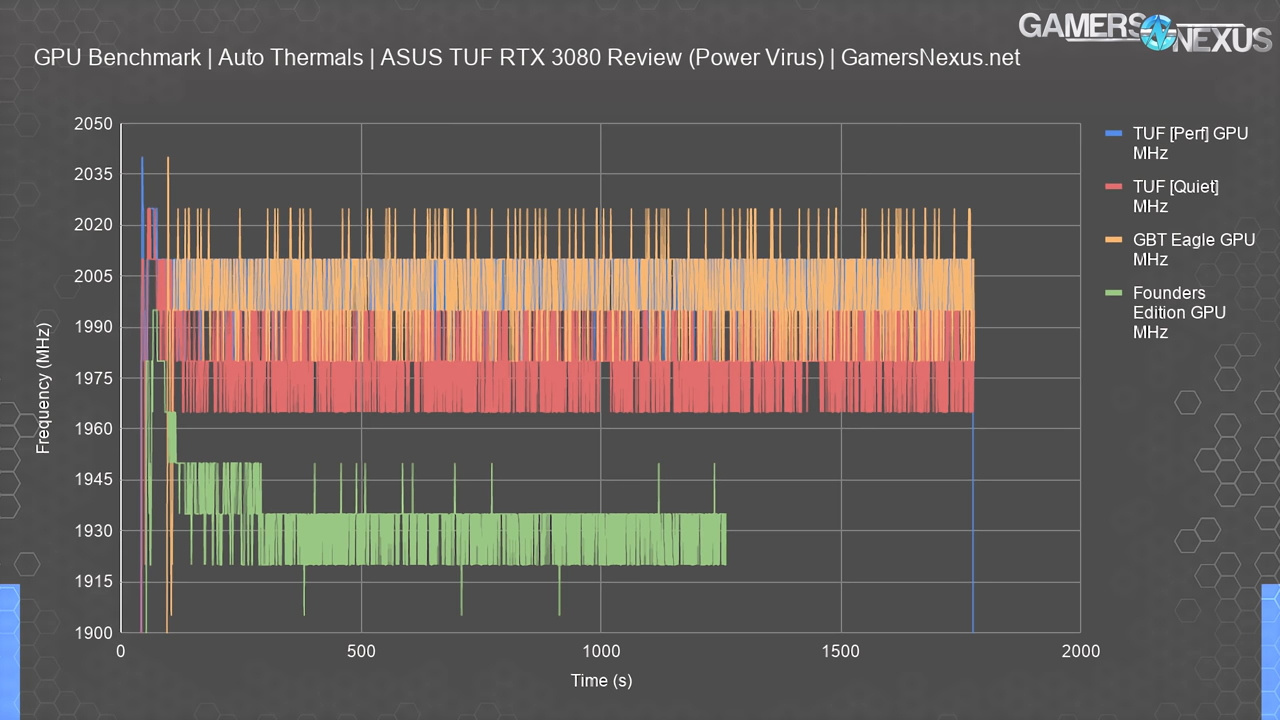 GAMERS NEXUS
GPU Benchmark | Auto Thermals | ASUS TUF RTX 3080 Review (Power Virus) | GamersNexus.net
2050
2035
2020
2005
1990
1975
1960
1945
1930
1915
1900
Frequency (MHz)
0
500
1000
1500
2000
Time (s)
TUF [Perf] GPU
MHz
TUF [Quiet]
MHz
GBT Eagle GPU
MHz
Founders
Edition GPU
MHz